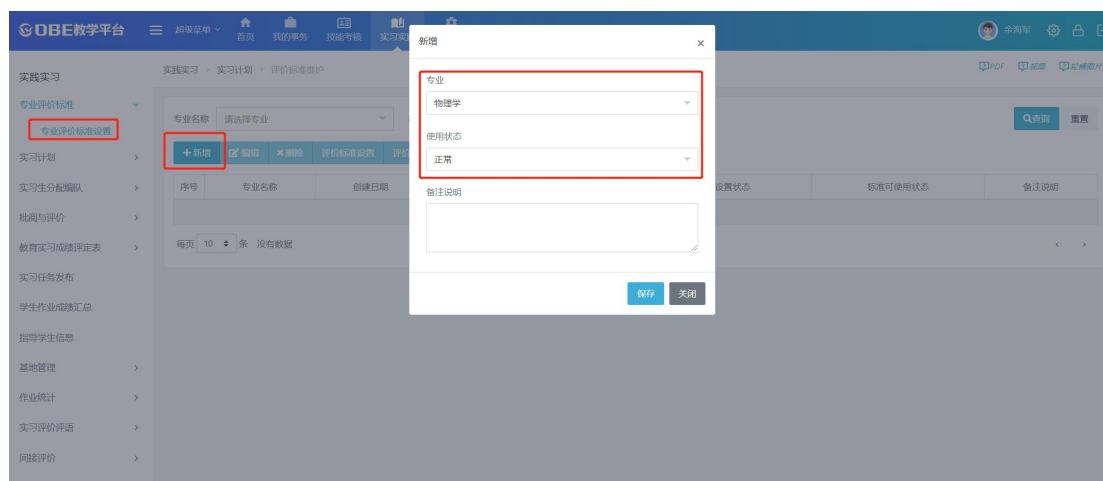 OBE教学平台
超级菜单
首页
我的事务
技能考核
实习实
余海军
实践实习
专业评价标准
专业评价标准设置
实习计划
实习生分配编队
批阅与评价
教育实习成绩评定表
实习任务发布
学生作业成绩汇总
指导学生信息
基地管理
作业统计
实习评价评语
间接评价
实践实习 > 实习计划 > 评价标准维护
PDF
视频
轮播图片
专业名称 请选择专业
查询 重置
+新增 编辑 ×删除 评价标准设置 评价
序号 专业名称 创建日期 设置状态 标准可使用状态 备注说明
每页 10 条 没有数据
新增 ×
专业
物理学
使用状态
正常
备注说明
保存 关闭